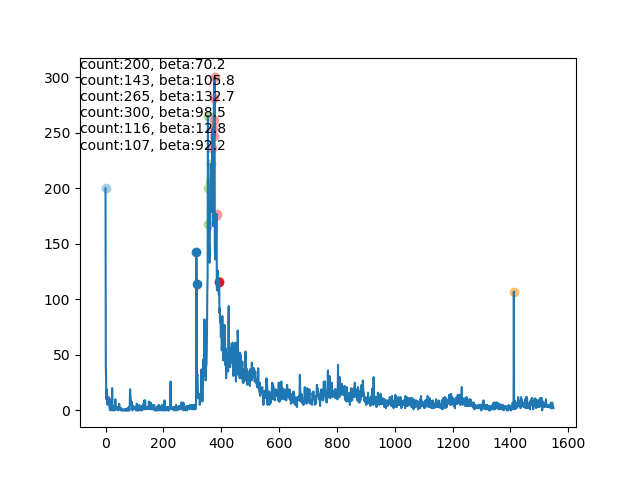 count:200, beta:70.2
count:143, beta:105.8
count:265, beta:132.7
count:300, beta:98.5
count:116, beta:12.8
count:107, beta:92.2
300
250
200
150
100
50
0
0 200 400 600 800 1000 1200 1400 1600